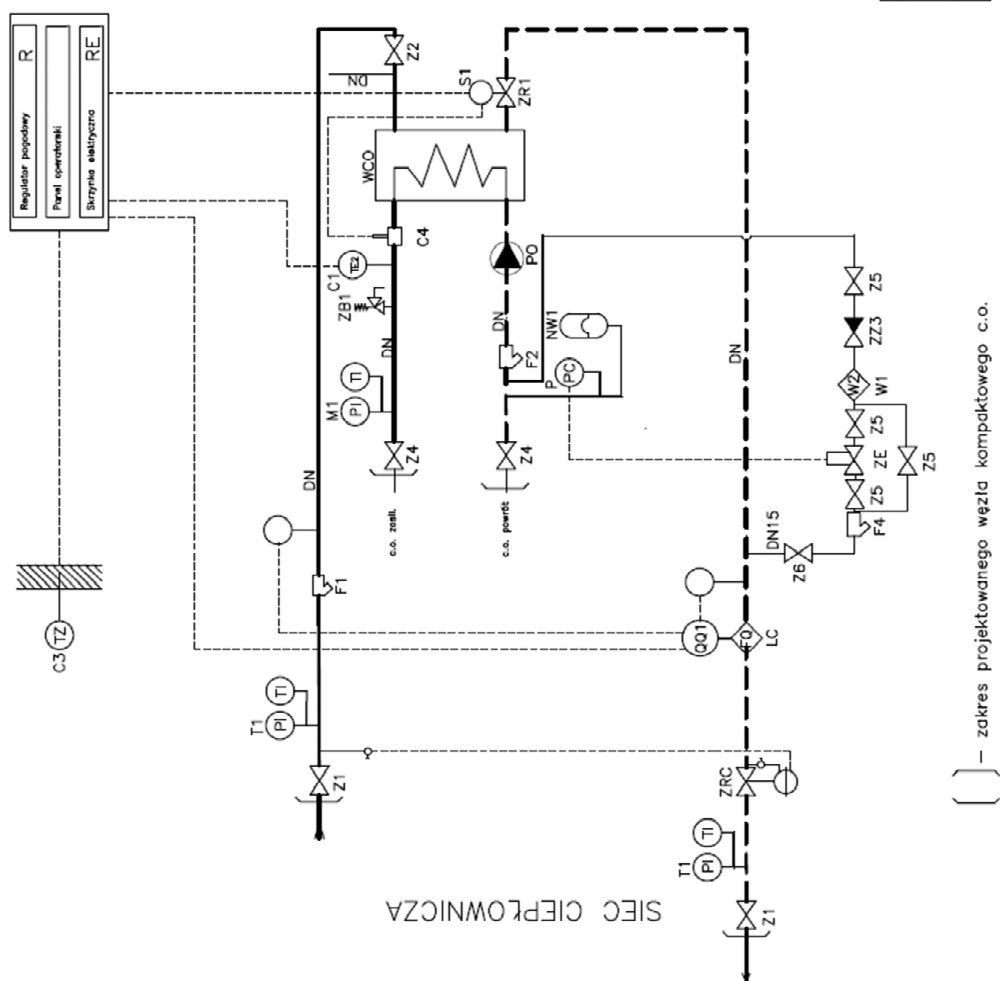 Regulator pogodowy R
Panel operatorski
Skrzynka elektryczna RE
Z2
DN
S1
ZR1
WCO
C4
C1
TE2
ZB1
DN
PO
DN
NW1
F2
P
PC
M1
PI
TI
Z4
Z4
c.o. zasil.
c.o. powrót
DN
DN
Z5
ZZ3
W2
W1
Z5
ZE
Z5
Z5
F4
DN15
Z6
F1
C3
TZ
QQ1
FQ
LC
T1
PI
TI
Z1
ZRC
T1
PI
TI
Z1
SIEC CIEPŁOWNICZA
– zakres projektowanego węzła kompaktowego c.o.